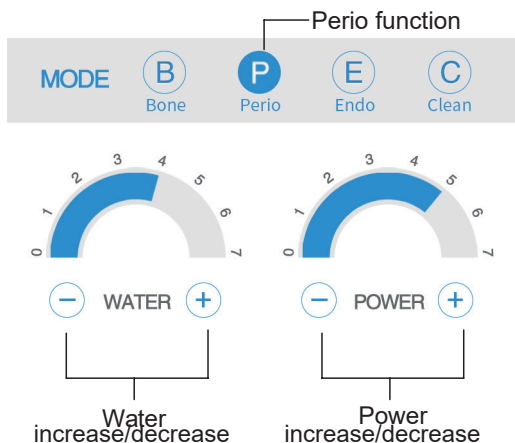 Perio function
MODE B P E C
Bone Perio Endo Clean
0 1 2 3 4 5 6 7
0 1 2 3 4 5 6 7
− WATER +
− POWER +
Water
increase/decrease
Power
increase/decrease